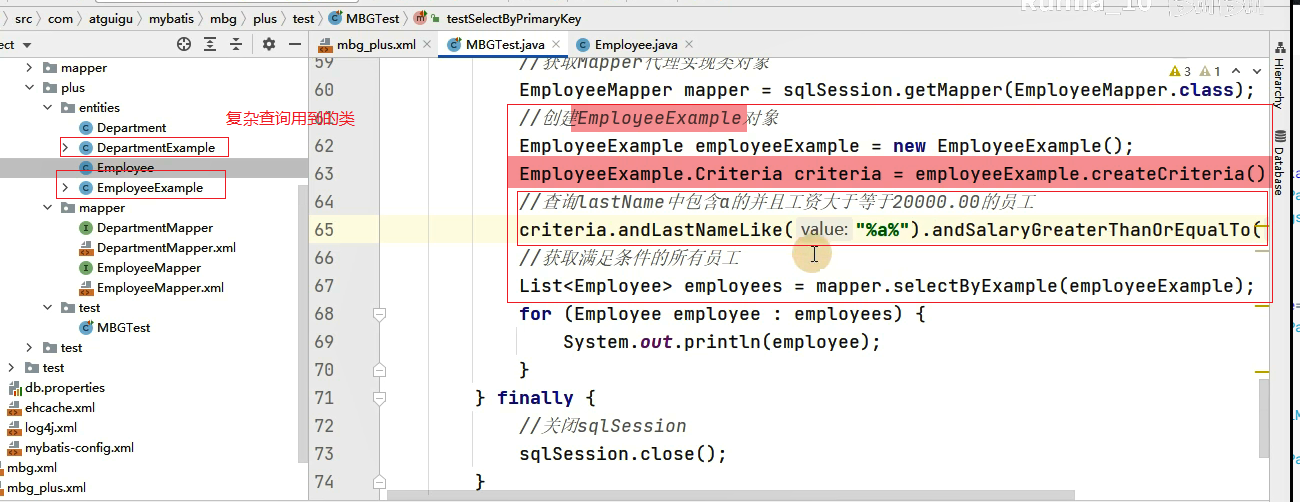 src com atguigu mybatis mbg plus test MBGTest testSelectByPrimaryKey
ect
mbg_plus.xml MBGTest.java Employee.java
mapper
plus
entities
复杂查询用到的类
Department
DepartmentExample
Employee
EmployeeExample
mapper
DepartmentMapper
DepartmentMapper.xml
EmployeeMapper
EmployeeMapper.xml
test
MBGTest
test
test
db.properties
ehcache.xml
log4j.xml
mybatis-config.xml
mbg.xml
mbg_plus.xml
59 //获取Mapper代理实现类对象
3 1
60 EmployeeMapper mapper = sqlSession.getMapper(EmployeeMapper.class);
//创建EmployeeExample对象
62 EmployeeExample employeeExample = new EmployeeExample();
63 EmployeeExample.Criteria criteria = employeeExample.createCriteria()
64 //查询lastName中包含a的并且工资大于等于20000.00的员工
65 criteria.andLastNameLike( value: "%a%").andSalaryGreaterThanOrEqualTo(
66 //获取满足条件的所有员工
67 List<Employee> employees = mapper.selectByExample(employeeExample);
68 for (Employee employee : employees) {
69 System.out.println(employee);
70 }
71 } finally {
72 //关闭sqlSession
73 sqlSession.close();
74 }
Hierarchy
Database